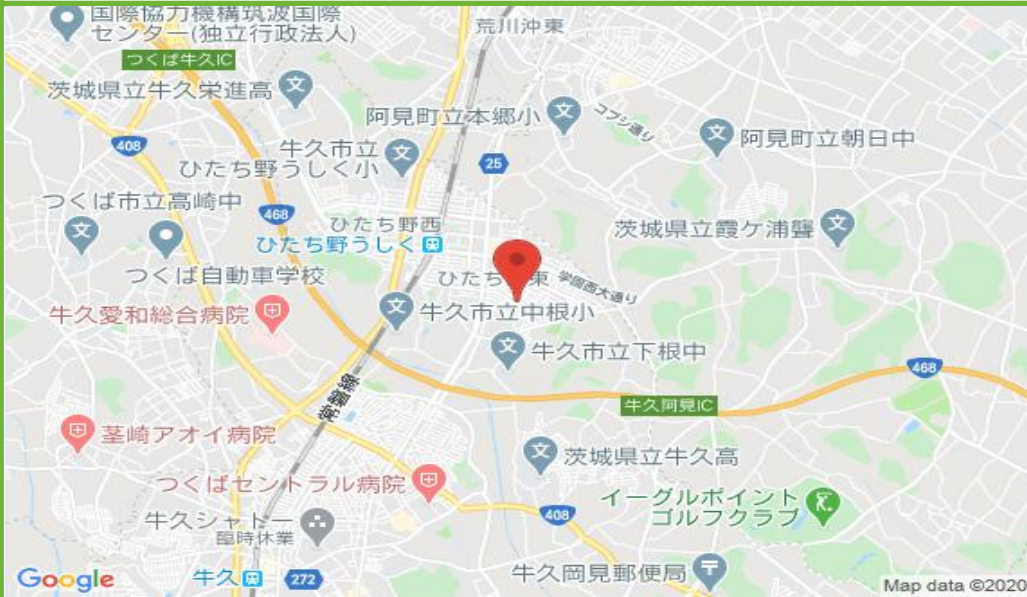 国際協力機構筑波国際
センター(独立行政法人)
荒川沖東
つくば牛久IC
茨城県立牛久栄進高
阿見町立本郷小
コブシ通り
408
牛久市立
ひたち野うしく小
25
阿見町立朝日中
つくば市立高崎中
468
ひたち野西
茨城県立霞ケ浦聾
ひたち野うしく
つくば自動車学校
ひたち
東
学園西大通り
牛久愛和総合病院
牛久市立中根小
牛久市立下根中
468
常磐線
牛久阿見IC
茎崎アオイ病院
茨城県立牛久高
つくばセントラル病院
イーグルポイント
ゴルフクラブ
牛久シャトー
臨時休業
408
Google
牛久
272
牛久岡見郵便局
Map data ©2020